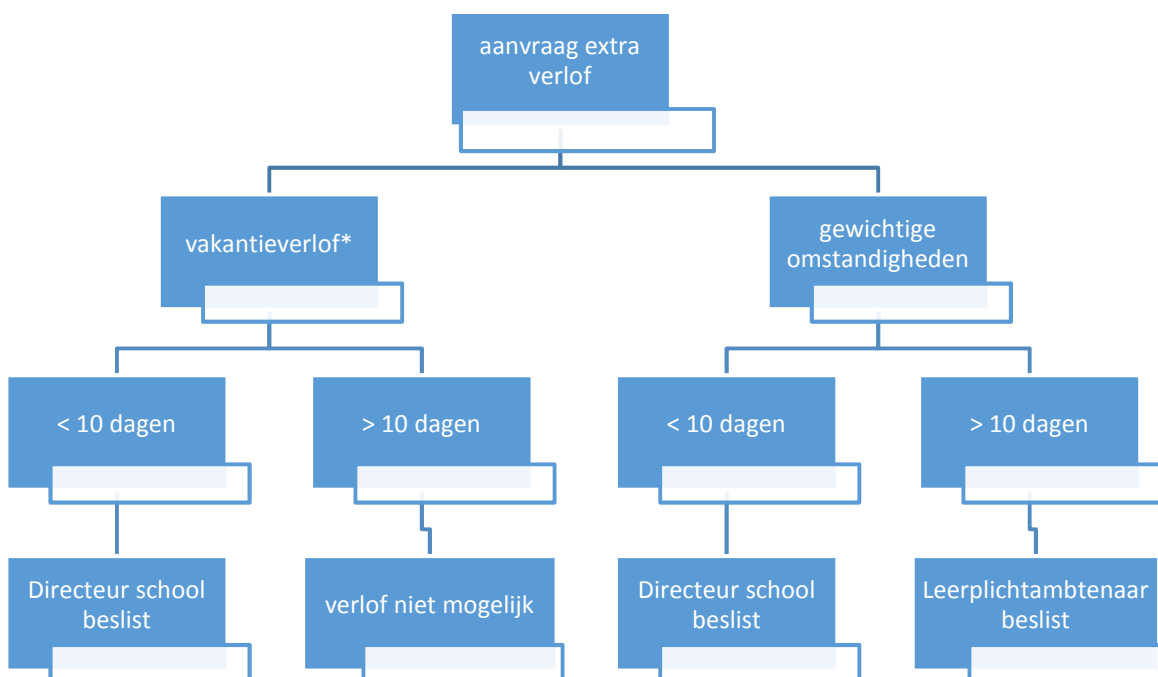 aanvraag extra
verlof
vakantieverlof*
gewichtige
omstandigheden
< 10 dagen
> 10 dagen
< 10 dagen
> 10 dagen
Directeur school
beslist
verlof niet mogelijk
Directeur school
beslist
Leerplichtambtenaar
beslist